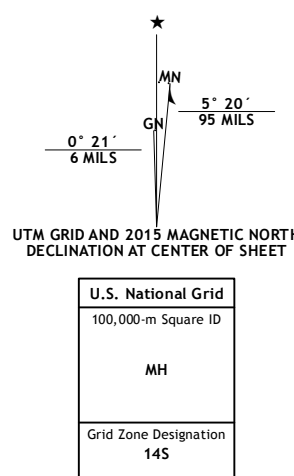 MN
GN
5° 20´
95 MILS
0° 21´
6 MILS
UTM GRID AND 2015 MAGNETIC NORTH
DECLINATION AT CENTER OF SHEET
U.S. National Grid
100,000-m Square ID
MH
Grid Zone Designation
14S